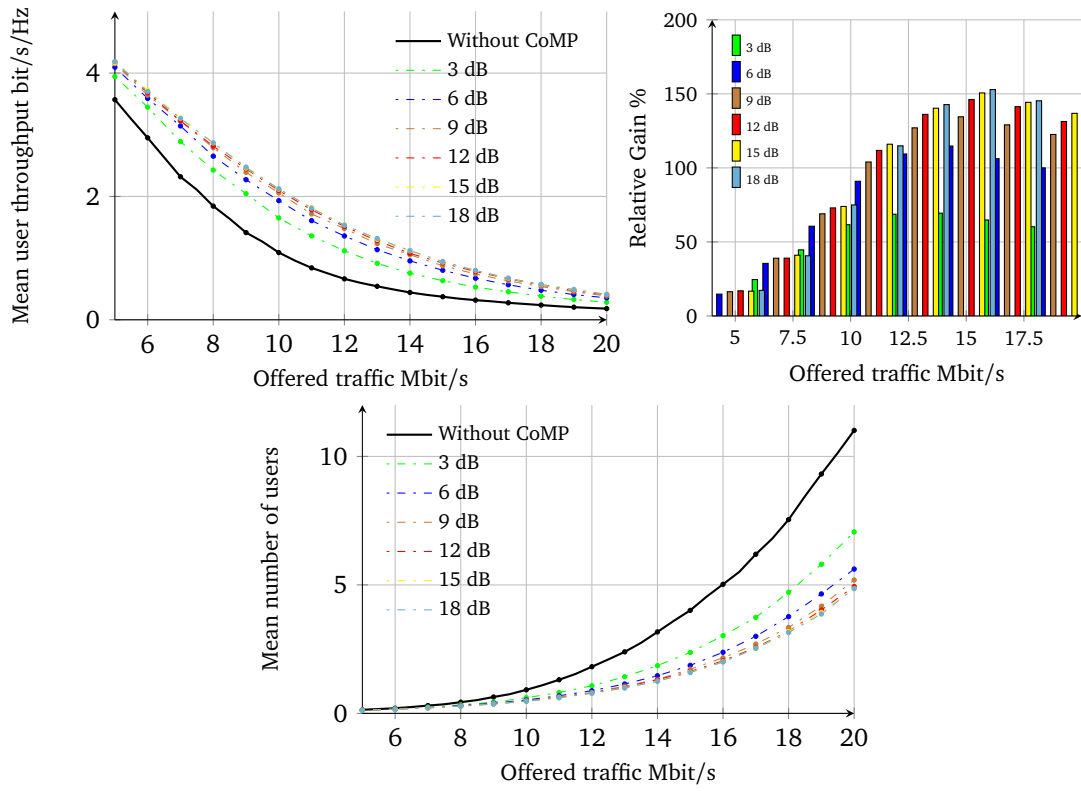 Mean user throughput bit/s/Hz
4
2
0
6 8 10 12 14 16 18 20
Offered traffic Mbit/s
Without CoMP
3 dB
6 dB
9 dB
12 dB
15 dB
18 dB
Relative Gain %
200
150
100
50
0
5 7.5 10 12.5 15 17.5
Offered traffic Mbit/s
3 dB
6 dB
9 dB
12 dB
15 dB
18 dB
Mean number of users
10
5
0
6 8 10 12 14 16 18 20
Offered traffic Mbit/s
Without CoMP
3 dB
6 dB
9 dB
12 dB
15 dB
18 dB